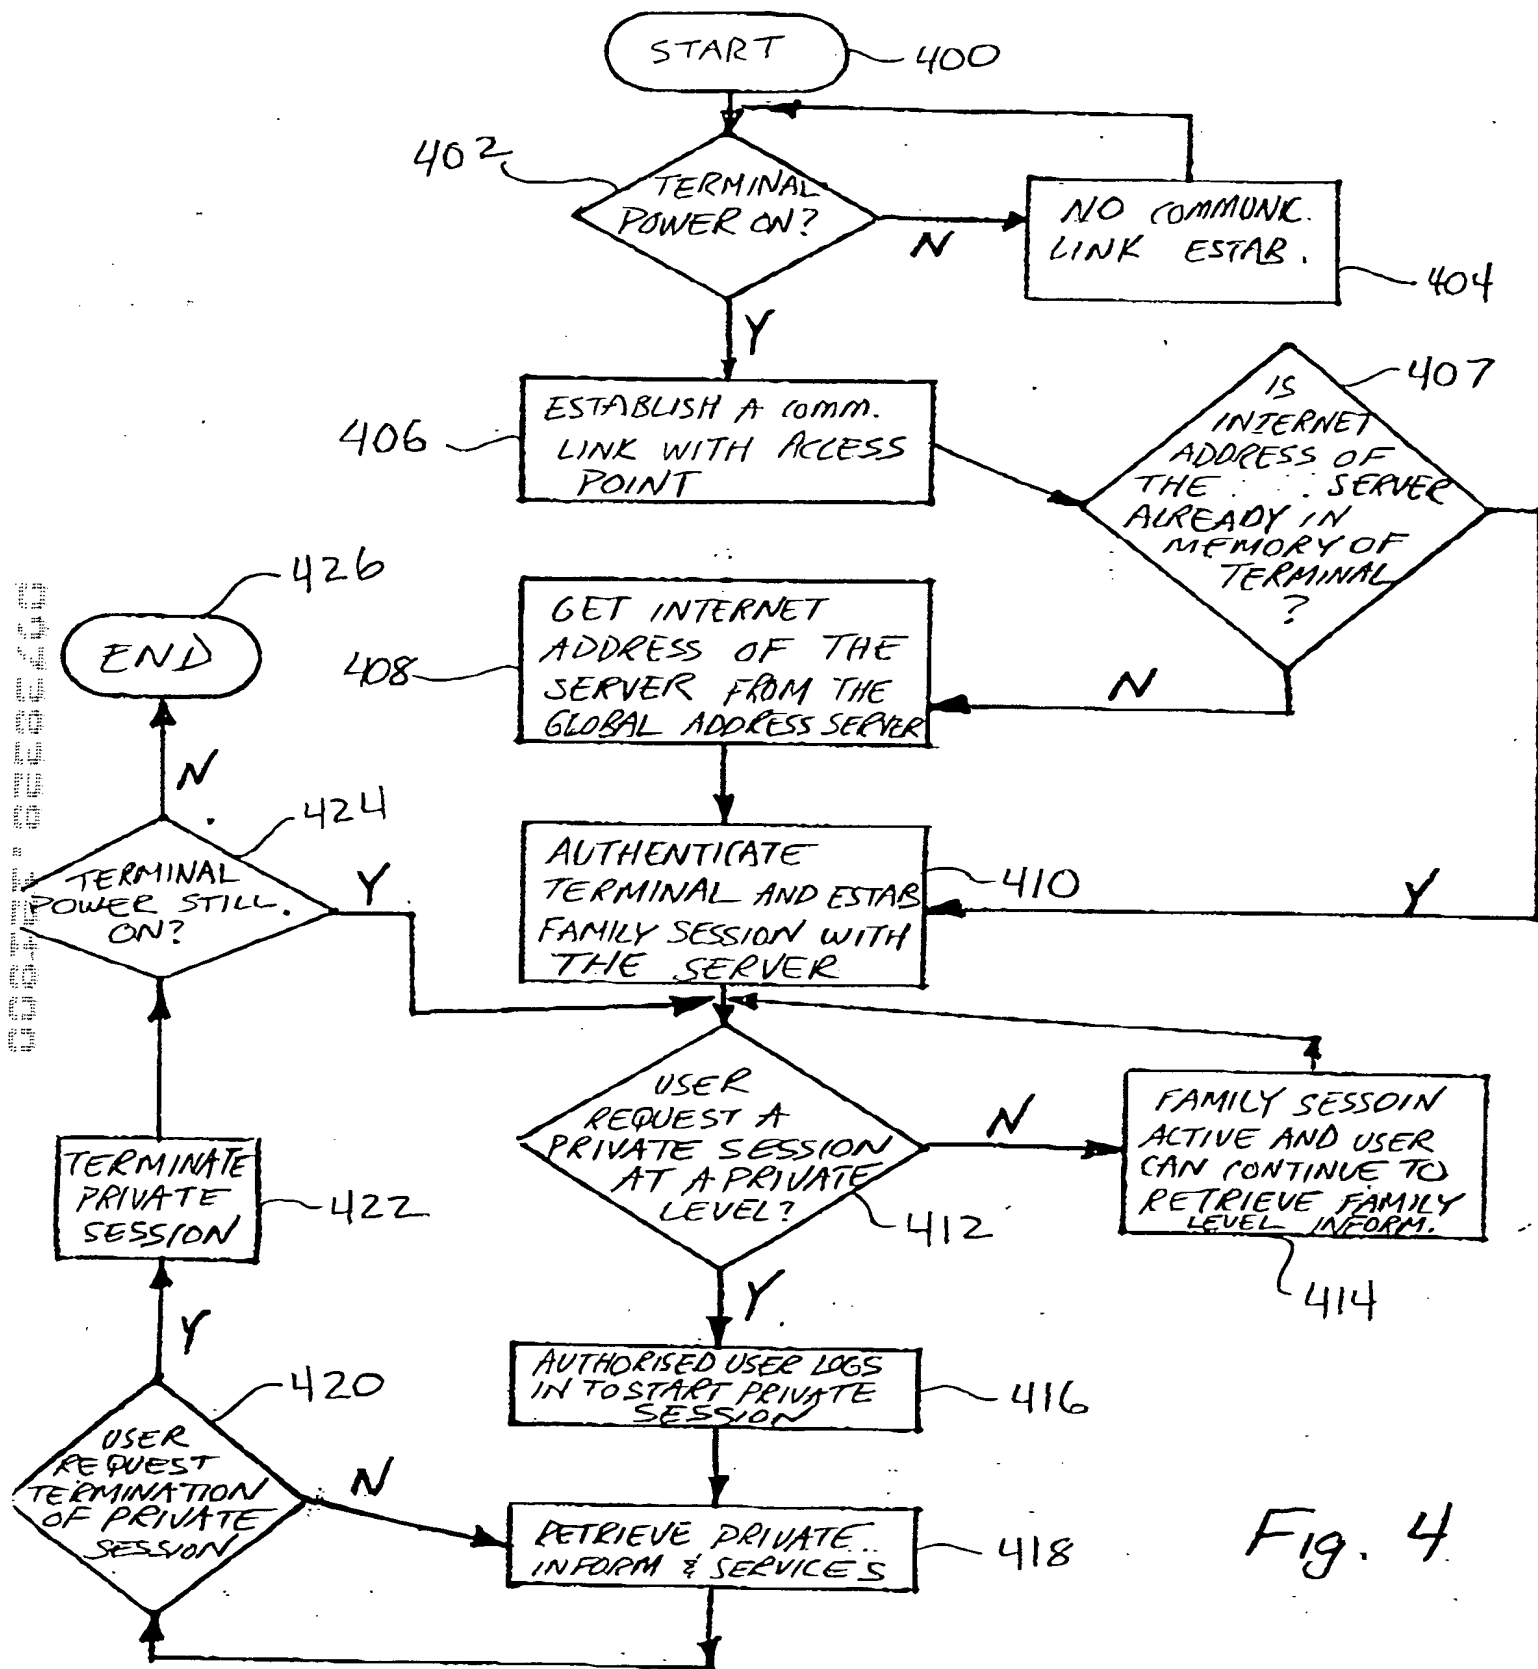 START
400
402
TERMINAL
POWER ON?
N
NO COMMUNIC.
LINK ESTAB.
404
Y
406
ESTABLISH A COMM.
LINK WITH ACCESS
POINT
407
IS
INTERNET
ADDRESS OF
THE SERVER
ALREADY IN
MEMORY OF
TERMINAL
?
N
Y
408
GET INTERNET
ADDRESS OF THE
SERVER FROM THE
GLOBAL ADDRESS SERVER
AUTHENTICATE
TERMINAL AND ESTAB
FAMILY SESSION WITH
THE SERVER
410
USER
REQUEST A
PRIVATE SESSION
AT A PRIVATE
LEVEL?
412
N
FAMILY SESSOIN
ACTIVE AND USER
CAN CONTINUE TO
RETRIEVE FAMILY
LEVEL INFORM.
414
Y
AUTHORISED USER LOGS
IN TO START PRIVATE
SESSION
416
RETRIEVE PRIVATE
INFORM & SERVICES
418
USER
REQUEST
TERMINATION
OF PRIVATE
SESSION
420
N
Y
TERMINATE
PRIVATE
SESSION
422
TERMINAL
POWER STILL
ON?
424
Y
N
END
426
Fig. 4